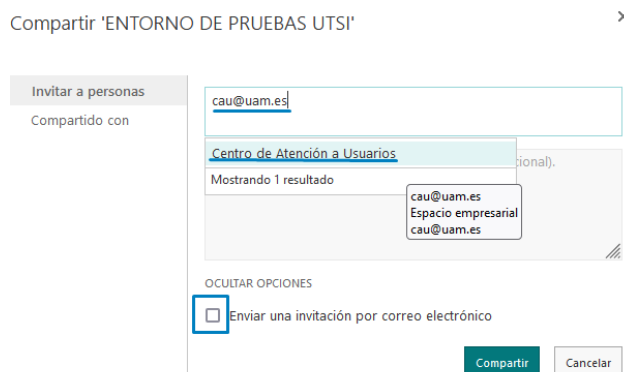 Compartir 'ENTORNO DE PRUEBAS UTSI'
Invitar a personas
Compartido con
cau@uam.es
Centro de Atención a Usuarios
cional).
Mostrando 1 resultado
cau@uam.es
Espacio empresarial
cau@uam.es
OCULTAR OPCIONES
Enviar una invitación por correo electrónico
Compartir
Cancelar